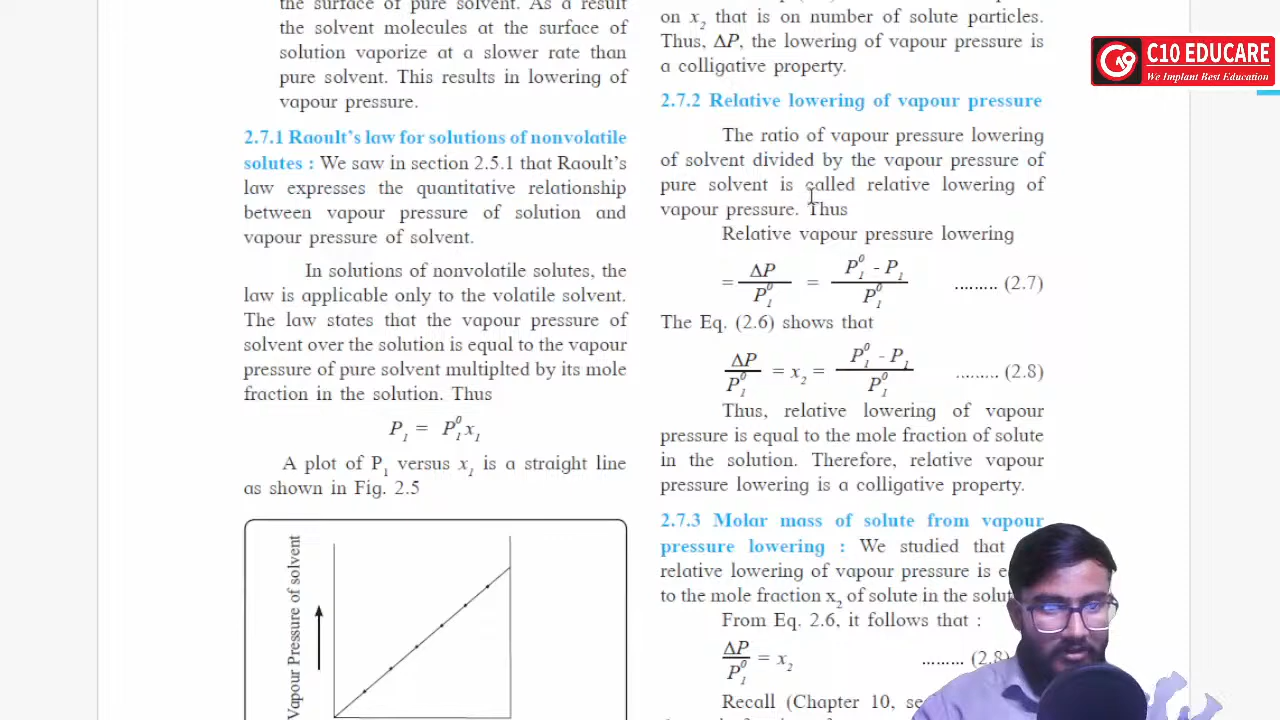 the surface of pure solvent. As a result
the solvent molecules at the surface of
solution vaporize at a slower rate than
pure solvent. This results in lowering of
vapour pressure.
2.7.1 Raoult's law for solutions of nonvolatile
solutes : We saw in section 2.5.1 that Raoult's
law expresses the quantitative relationship
between vapour pressure of solution and
vapour pressure of solvent.
In solutions of nonvolatile solutes, the
law is applicable only to the volatile solvent.
The law states that the vapour pressure of
solvent over the solution is equal to the vapour
pressure of pure solvent multiplted by its mole
fraction in the solution. Thus
P₁ = P₁⁰x₁
A plot of P₁ versus x₁ is a straight line
as shown in Fig. 2.5
Vapour Pressure of solvent
on x₂ that is on number of solute particles.
Thus, ΔP, the lowering of vapour pressure is
a colligative property.
2.7.2 Relative lowering of vapour pressure
The ratio of vapour pressure lowering
of solvent divided by the vapour pressure of
pure solvent is called relative lowering of
vapour pressure. Thus
Relative vapour pressure lowering
= ΔP/P₁⁰ = (P₁⁰ - P₁)/P₁⁰ ......... (2.7)
The Eq. (2.6) shows that
ΔP/P₁⁰ = x₂ = (P₁⁰ - P₁)/P₁⁰ ......... (2.8)
Thus, relative lowering of vapour
pressure is equal to the mole fraction of solute
in the solution. Therefore, relative vapour
pressure lowering is a colligative property.
2.7.3 Molar mass of solute from vapour
pressure lowering : We studied that
relative lowering of vapour pressure is
to the mole fraction x₂ of solute in the
From Eq. 2.6, it follows that :
ΔP/P₁⁰ = x₂ ......... (2.8)
Recall (Chapter 10,
C10 EDUCARE
We Implant Best Education